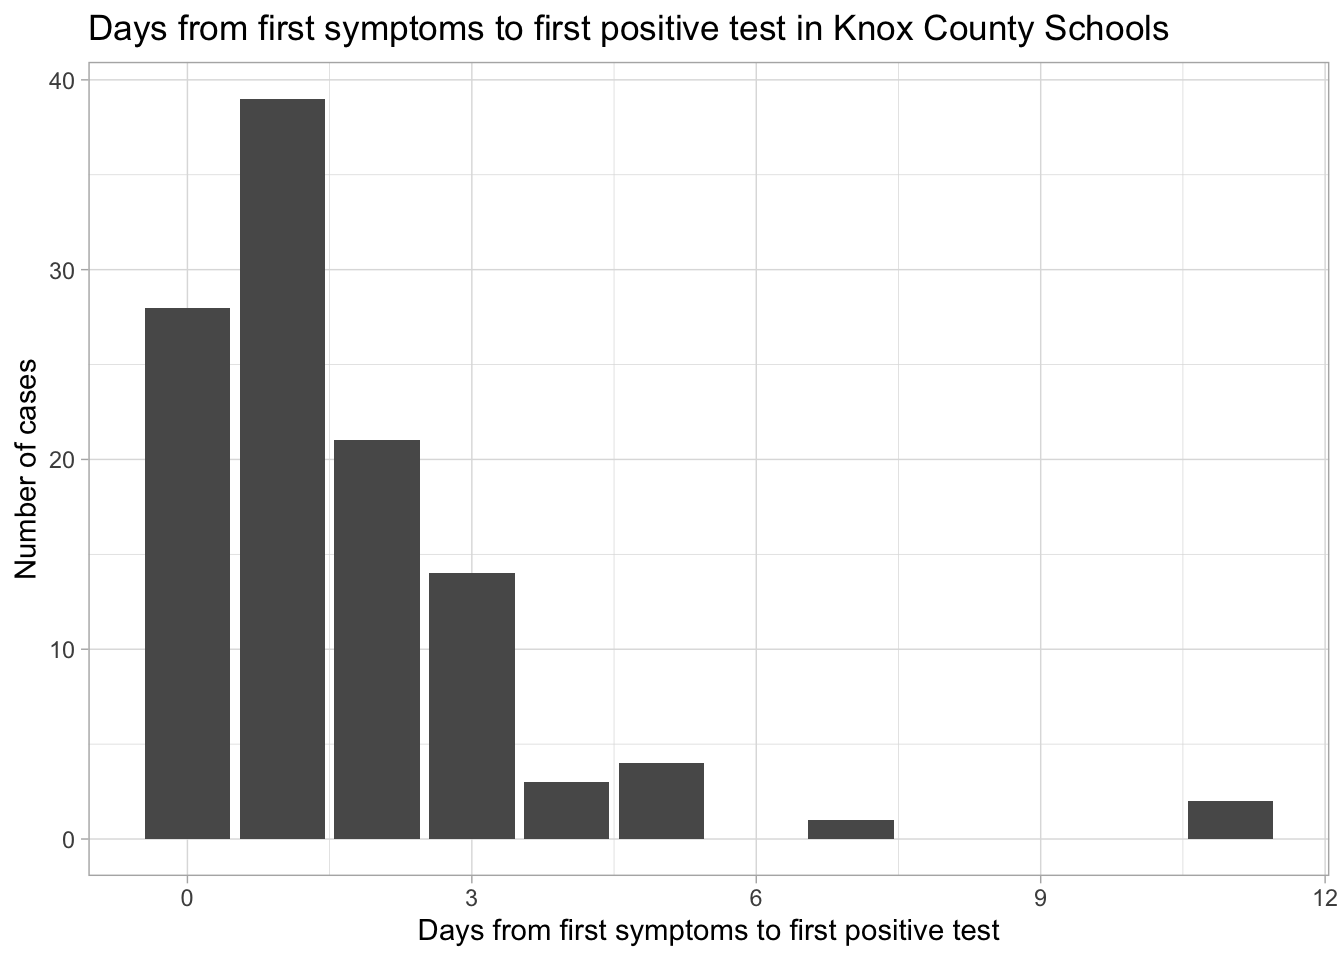 Days from first symptoms to first positive test in Knox County Schools
Number of cases
40
30
20
10
0
0 3 6 9 12
Days from first symptoms to first positive test